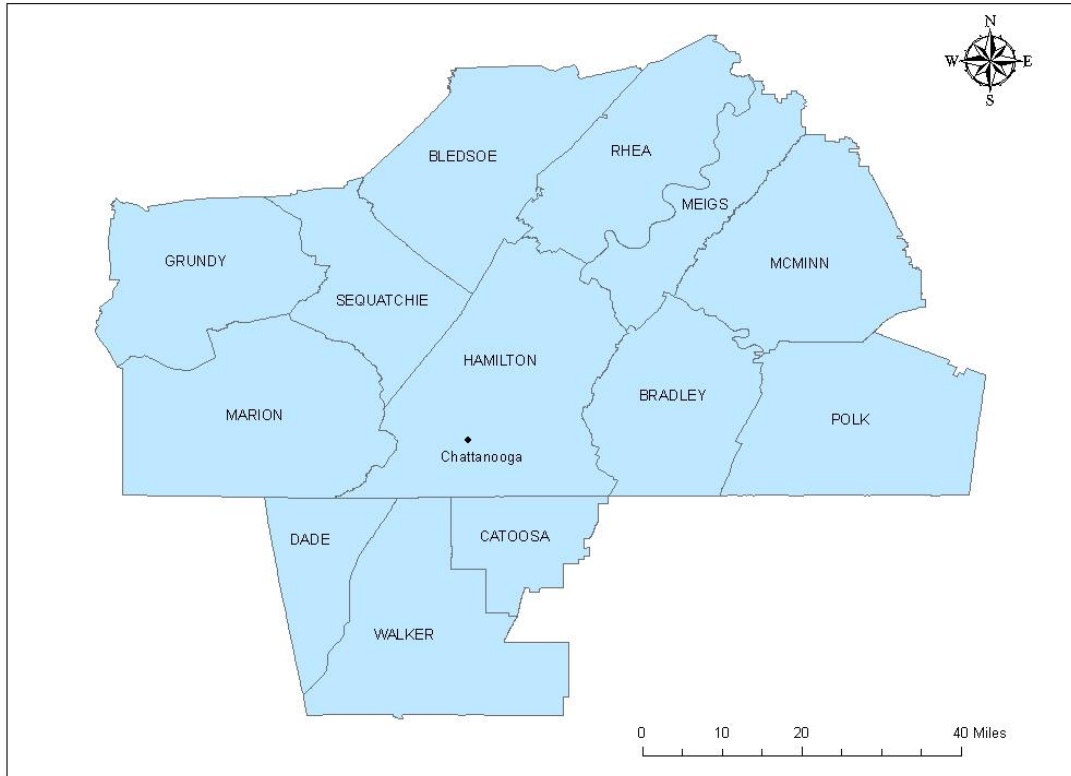 N
W E
S
BLEDSOE
RHEA
MEIGS
GRUNDY
MCMINN
SEQUATCHIE
HAMILTON
BRADLEY
MARION
POLK
Chattanooga
DADE
CATOOSA
WALKER
0 10 20 40 Miles